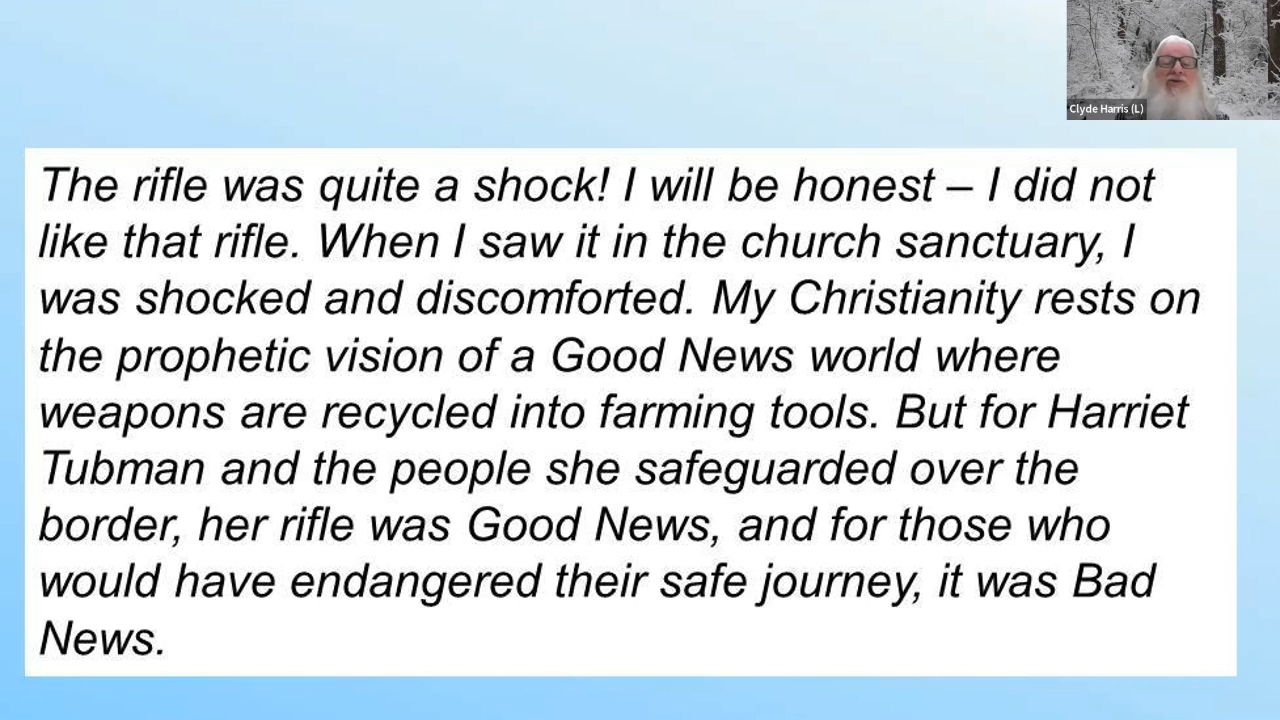 Clyde Harris (L)
The rifle was quite a shock! I will be honest – I did not
like that rifle. When I saw it in the church sanctuary, I
was shocked and discomforted. My Christianity rests on
the prophetic vision of a Good News world where
weapons are recycled into farming tools. But for Harriet
Tubman and the people she safeguarded over the
border, her rifle was Good News, and for those who
would have endangered their safe journey, it was Bad
News.